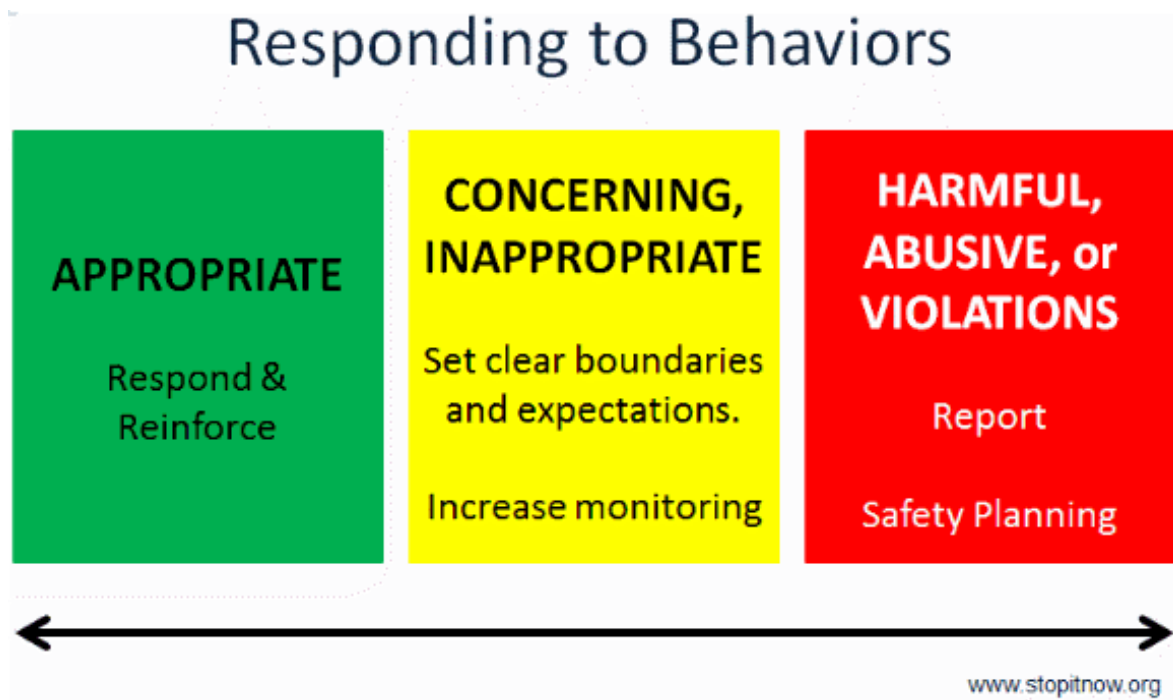 Responding to Behaviors
APPROPRIATE
Respond &
Reinforce
CONCERNING,
INAPPROPRIATE
Set clear boundaries
and expectations.
Increase monitoring
HARMFUL,
ABUSIVE, or
VIOLATIONS
Report
Safety Planning
www.stopitnow.org